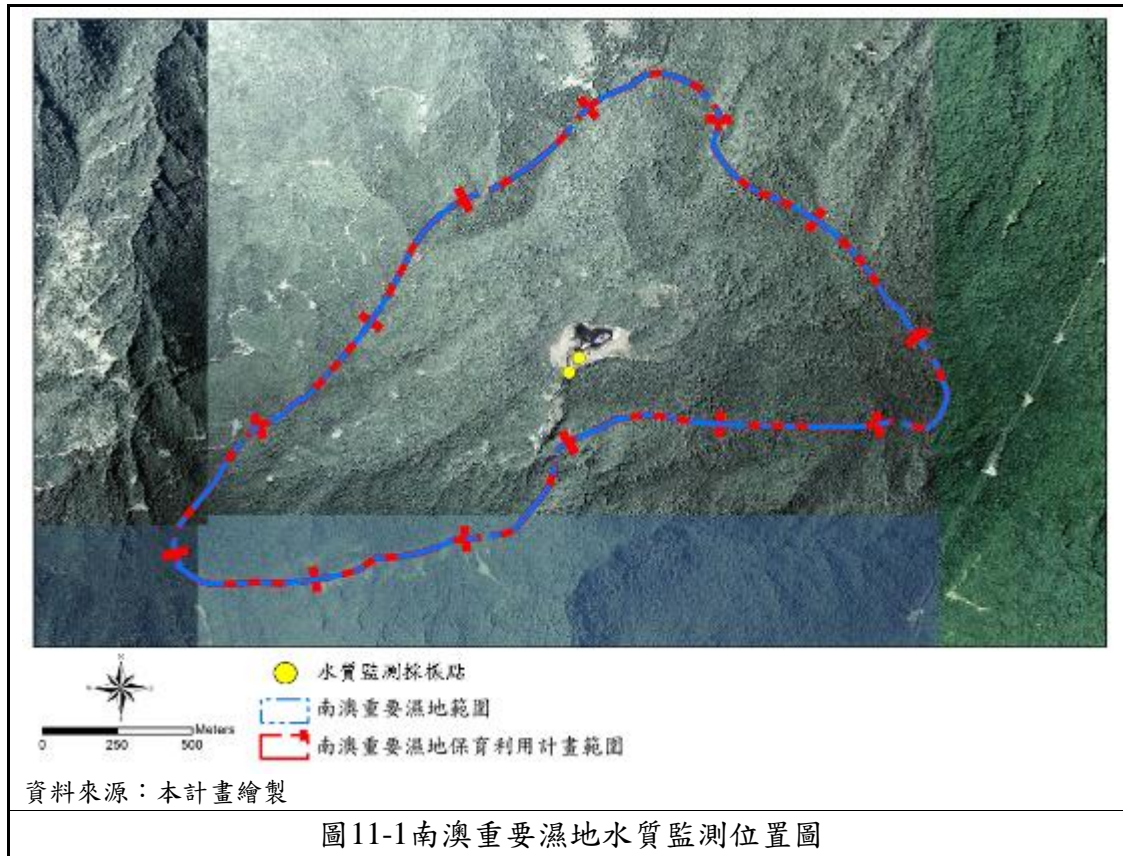 N
Meters
0 250 500
水質監測採樣點
南澳重要濕地範圍
南澳重要濕地保育利用計畫範圍
資料來源：本計畫繪製
圖11-1南澳重要濕地水質監測位置圖